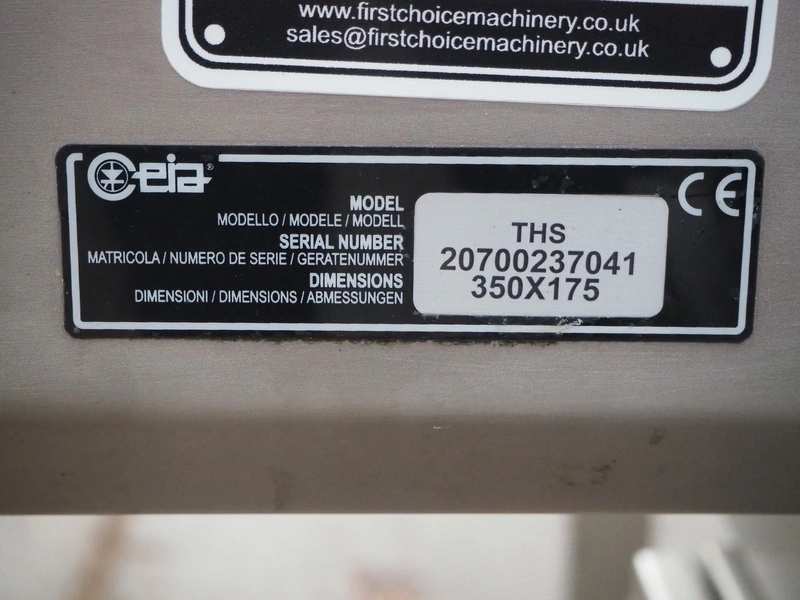 www.firstchoicemachinery.co.uk
sales@firstchoicemachinery.co.uk
ceia®
CE
MODEL
MODELLO / MODELE / MODELL
THS
SERIAL NUMBER
MATRICOLA / NUMERO DE SERIE / GERATENUMMER
20700237041
DIMENSIONS
DIMENSIONI / DIMENSIONS / ABMESSUNGEN
350X175